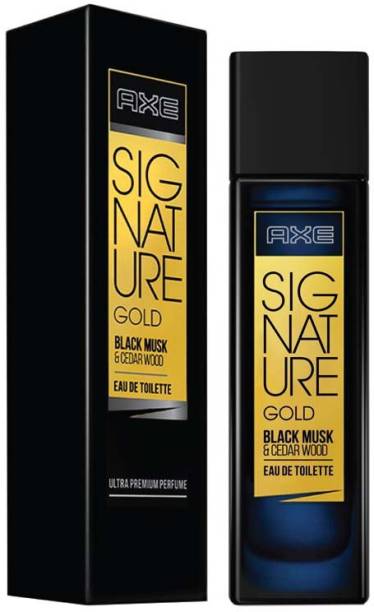 AXE
SIG
NAT
URE
GOLD
BLACK MUSK
& CEDAR WOOD
EAU DE TOILETTE
ULTRA PREMIUM PERFUME
AXE
SIG
NAT
URE
GOLD
BLACK MUSK
& CEDAR WOOD
EAU DE TOILETTE